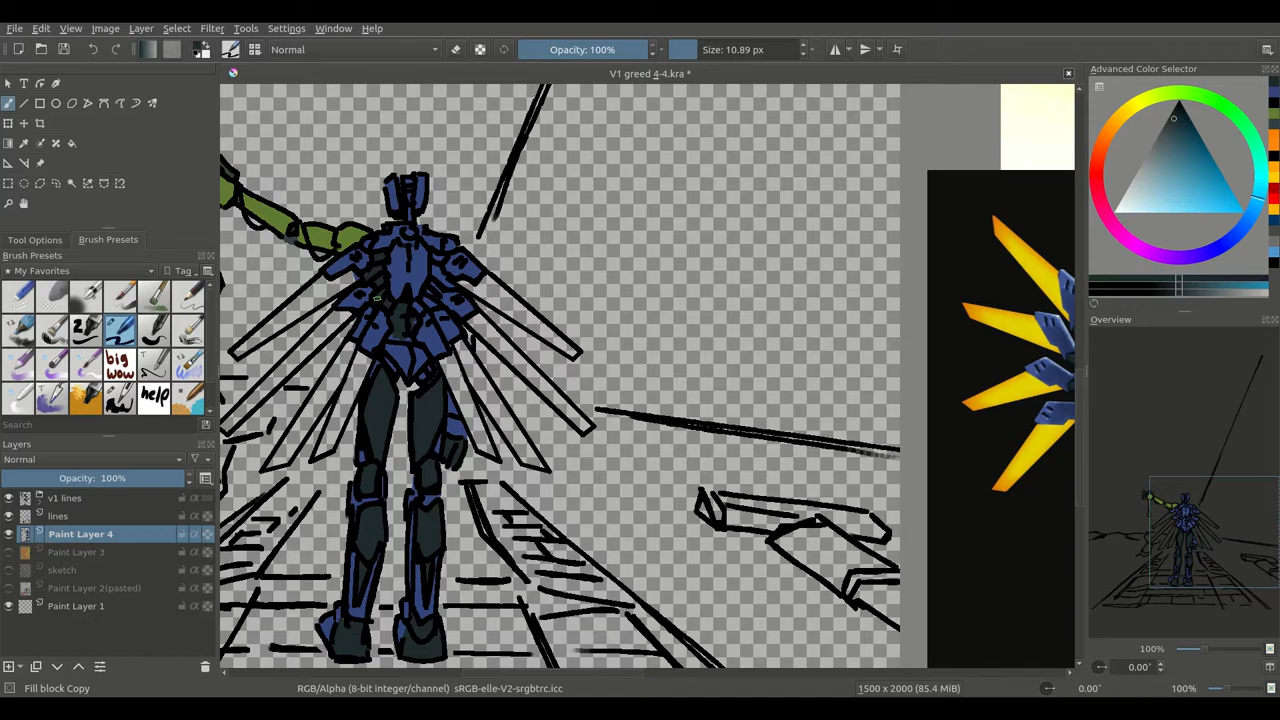 File Edit View Image Layer Select Filter Tools Settings Window Help
Normal Opacity: 100% Size: 10.89 px
V1 greed 4-4.kra *
Advanced Color Selector
Tool Options Brush Presets
Brush Presets
★ My Favorites Tag
big
wow
help
Search
Layers
Normal
Opacity: 100%
v1 lines
lines
Paint Layer 4
Paint Layer 3
sketch
Paint Layer 2(pasted)
Paint Layer 1
Overview
100%
0.00°
Fill block Copy RGB/Alpha (8-bit integer/channel) sRGB-elle-V2-srgbtrc.icc 1500 x 2000 (85.4 MiB) 0.00° 100%